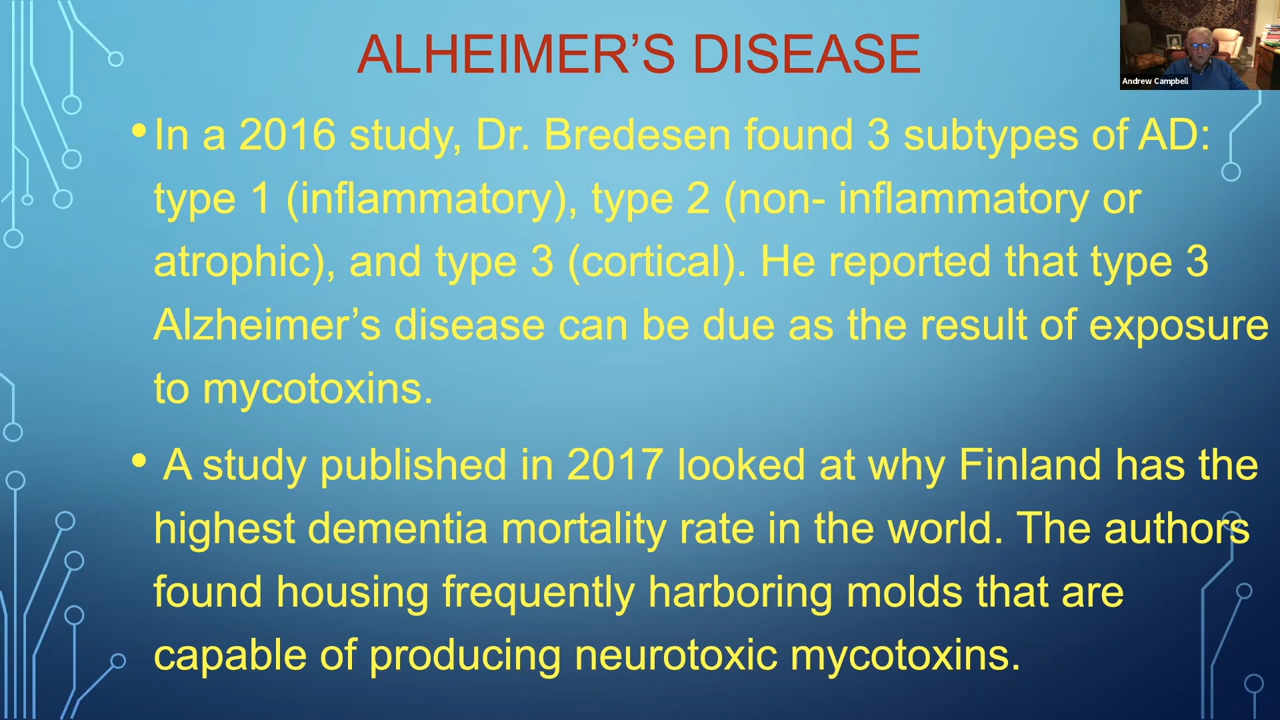 ALHEIMER’S DISEASE
Andrew Campbell
•In a 2016 study, Dr. Bredesen found 3 subtypes of AD:
type 1 (inflammatory), type 2 (non- inflammatory or
atrophic), and type 3 (cortical). He reported that type 3
Alzheimer’s disease can be due as the result of exposure
to mycotoxins.
• A study published in 2017 looked at why Finland has the
highest dementia mortality rate in the world. The authors
found housing frequently harboring molds that are
capable of producing neurotoxic mycotoxins.